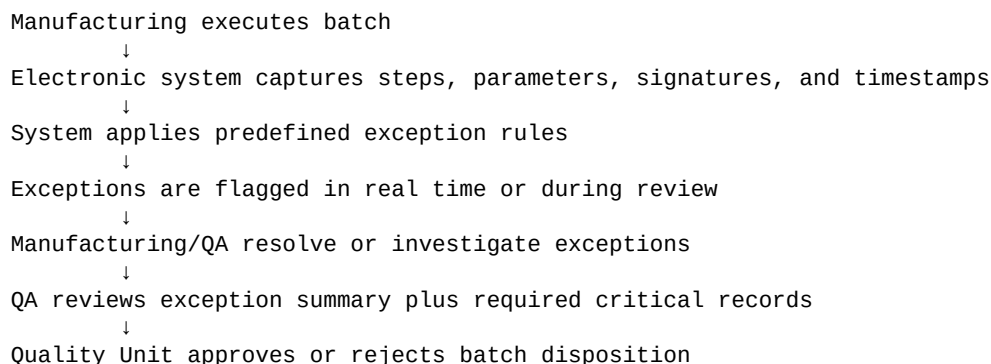 Manufacturing executes batch
↓
Electronic system captures steps, parameters, signatures, and timestamps
↓
System applies predefined exception rules
↓
Exceptions are flagged in real time or during review
↓
Manufacturing/QA resolve or investigate exceptions
↓
QA reviews exception summary plus required critical records
↓
Quality Unit approves or rejects batch disposition